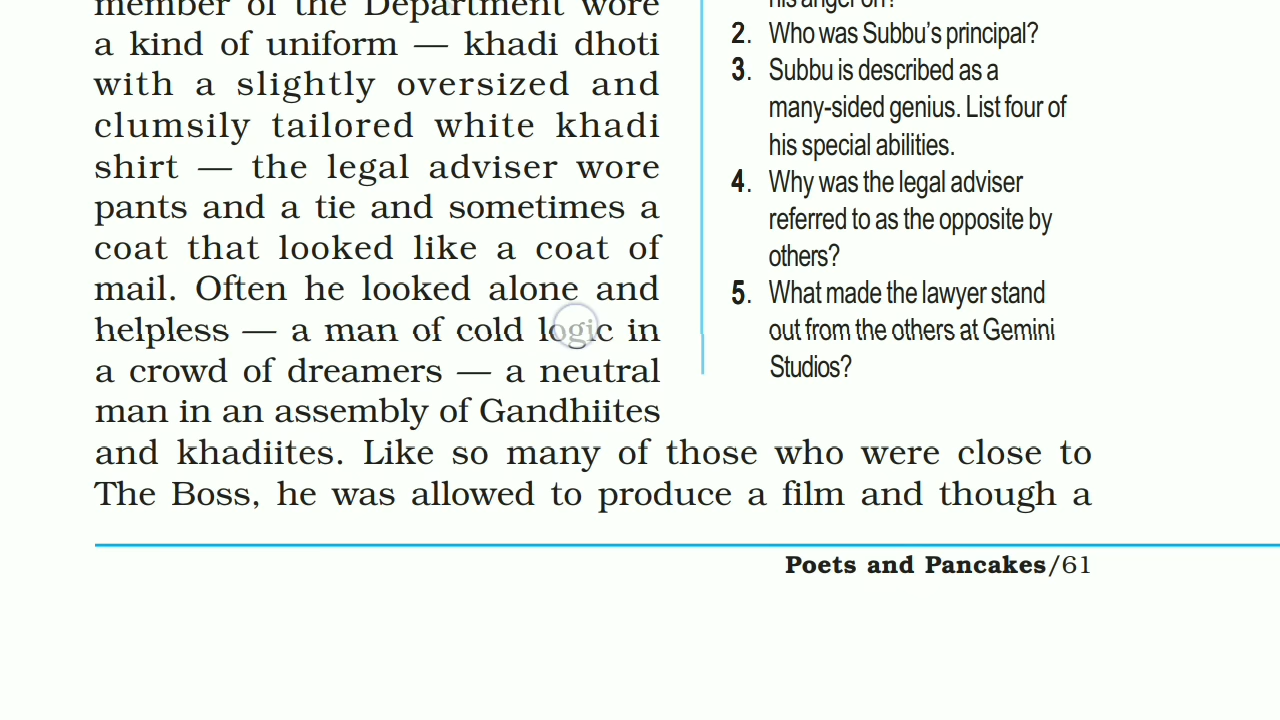 member of the Department wore
a kind of uniform — khadi dhoti
with a slightly oversized and
clumsily tailored white khadi
shirt — the legal adviser wore
pants and a tie and sometimes a
coat that looked like a coat of
mail. Often he looked alone and
helpless — a man of cold logic in
a crowd of dreamers — a neutral
man in an assembly of Gandhiites
and khadiites. Like so many of those who were close to
The Boss, he was allowed to produce a film and though a
his anger on?
2. Who was Subbu's principal?
3. Subbu is described as a
many-sided genius. List four of
his special abilities.
4. Why was the legal adviser
referred to as the opposite by
others?
5. What made the lawyer stand
out from the others at Gemini
Studios?
Poets and Pancakes/61